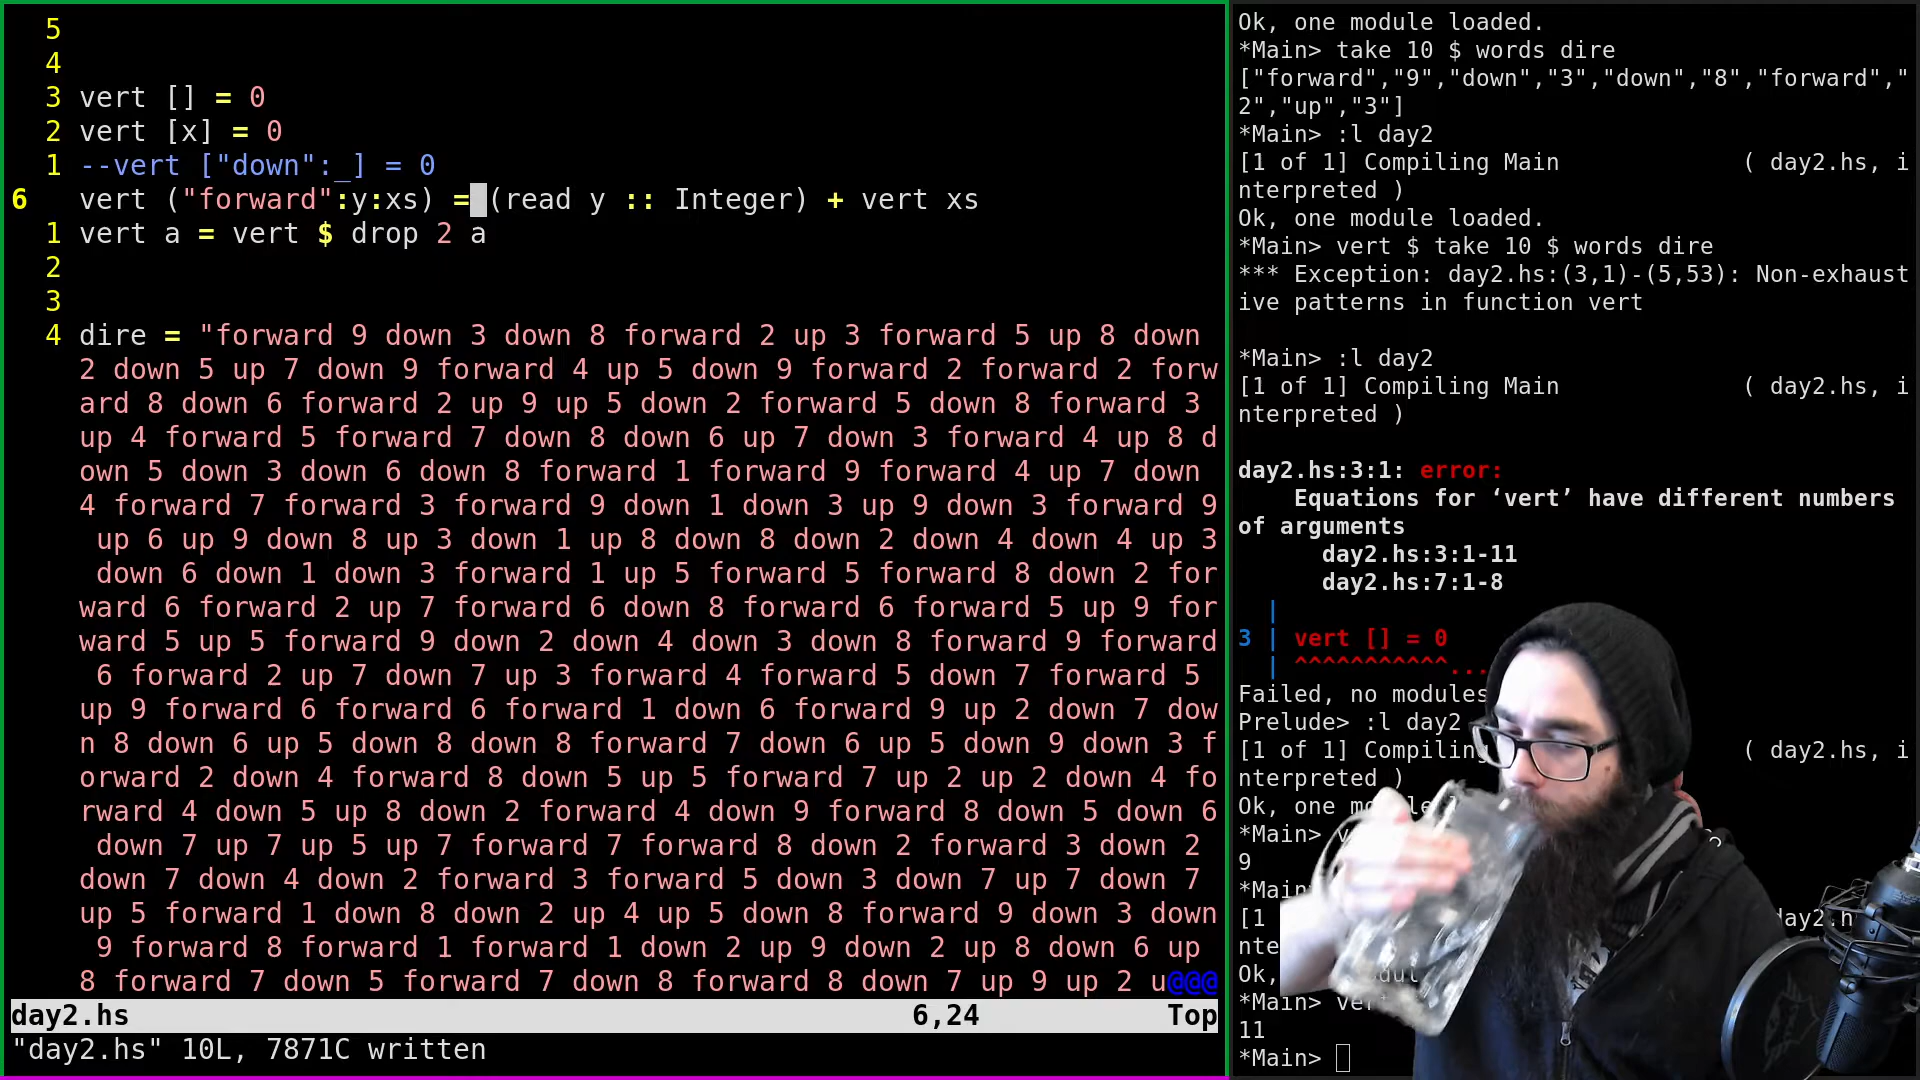 5
4
3 vert [] = 0
2 vert [x] = 0
1 --vert ["down":_] = 0
6 vert ("forward":y:xs) = (read y :: Integer) + vert xs
1 vert a = vert $ drop 2 a
2
3
4 dire = "forward 9 down 3 down 8 forward 2 up 3 forward 5 up 8 down
2 down 5 up 7 down 9 forward 4 up 5 down 9 forward 2 forward 2 forw
ard 8 down 6 forward 2 up 9 up 5 down 2 forward 5 down 8 forward 3
up 4 forward 5 forward 7 down 8 down 6 up 7 down 3 forward 4 up 8 d
own 5 down 3 down 6 down 8 forward 1 forward 9 forward 4 up 7 down
4 forward 7 forward 3 forward 9 down 1 down 3 up 9 down 3 forward 9
up 6 up 9 down 8 up 3 down 1 up 8 down 8 down 2 down 4 down 4 up 3
down 6 down 1 down 3 forward 1 up 5 forward 5 forward 8 down 2 for
ward 6 forward 2 up 7 forward 6 down 8 forward 6 forward 5 up 9 for
ward 5 up 5 forward 9 down 2 down 4 down 3 down 8 forward 9 forward
6 forward 2 up 7 down 7 up 3 forward 4 forward 5 down 7 forward 5
up 9 forward 6 forward 6 forward 1 down 6 forward 9 up 2 down 7 dow
n 8 down 6 up 5 down 8 down 8 forward 7 down 6 up 5 down 9 down 3 f
orward 2 down 4 forward 8 down 5 up 5 forward 7 up 2 up 2 down 4 fo
rward 4 down 5 up 8 down 2 forward 4 down 9 forward 8 down 5 down 6
down 7 up 7 up 5 up 7 forward 7 forward 8 down 2 forward 3 down 2
down 7 down 4 down 2 forward 3 forward 5 down 3 down 7 up 7 down 7
up 5 forward 1 down 8 down 2 up 4 up 5 down 8 forward 9 down 3 down
9 forward 8 forward 1 forward 1 down 2 up 9 down 2 up 8 down 6 up
8 forward 7 down 5 forward 7 down 8 forward 8 down 7 up 9 up 2 u@@@
day2.hs 6,24 Top
"day2.hs" 10L, 7871C written
Ok, one module loaded.
*Main> take 10 $ words dire
["forward","9","down","3","down","8","forward","
2","up","3"]
*Main> :l day2
[1 of 1] Compiling Main ( day2.hs, i
nterpreted )
Ok, one module loaded.
*Main> vert $ take 10 $ words dire
*** Exception: day2.hs:(3,1)-(5,53): Non-exhaust
ive patterns in function vert
*Main> :l day2
[1 of 1] Compiling Main ( day2.hs, i
nterpreted )
day2.hs:3:1: error:
Equations for ‘vert’ have different numbers
of arguments
day2.hs:3:1-11
day2.hs:7:1-8
|
3 | vert [] = 0
| ^^^^^^^^^^^...
Failed, no modules
Prelude> :l day2
[1 of 1] Compiling ( day2.hs, i
nterpreted )
Ok, one
*Main>
9
*Main
[1 day2.h
nte
Ok,
*Main>
11
*Main>